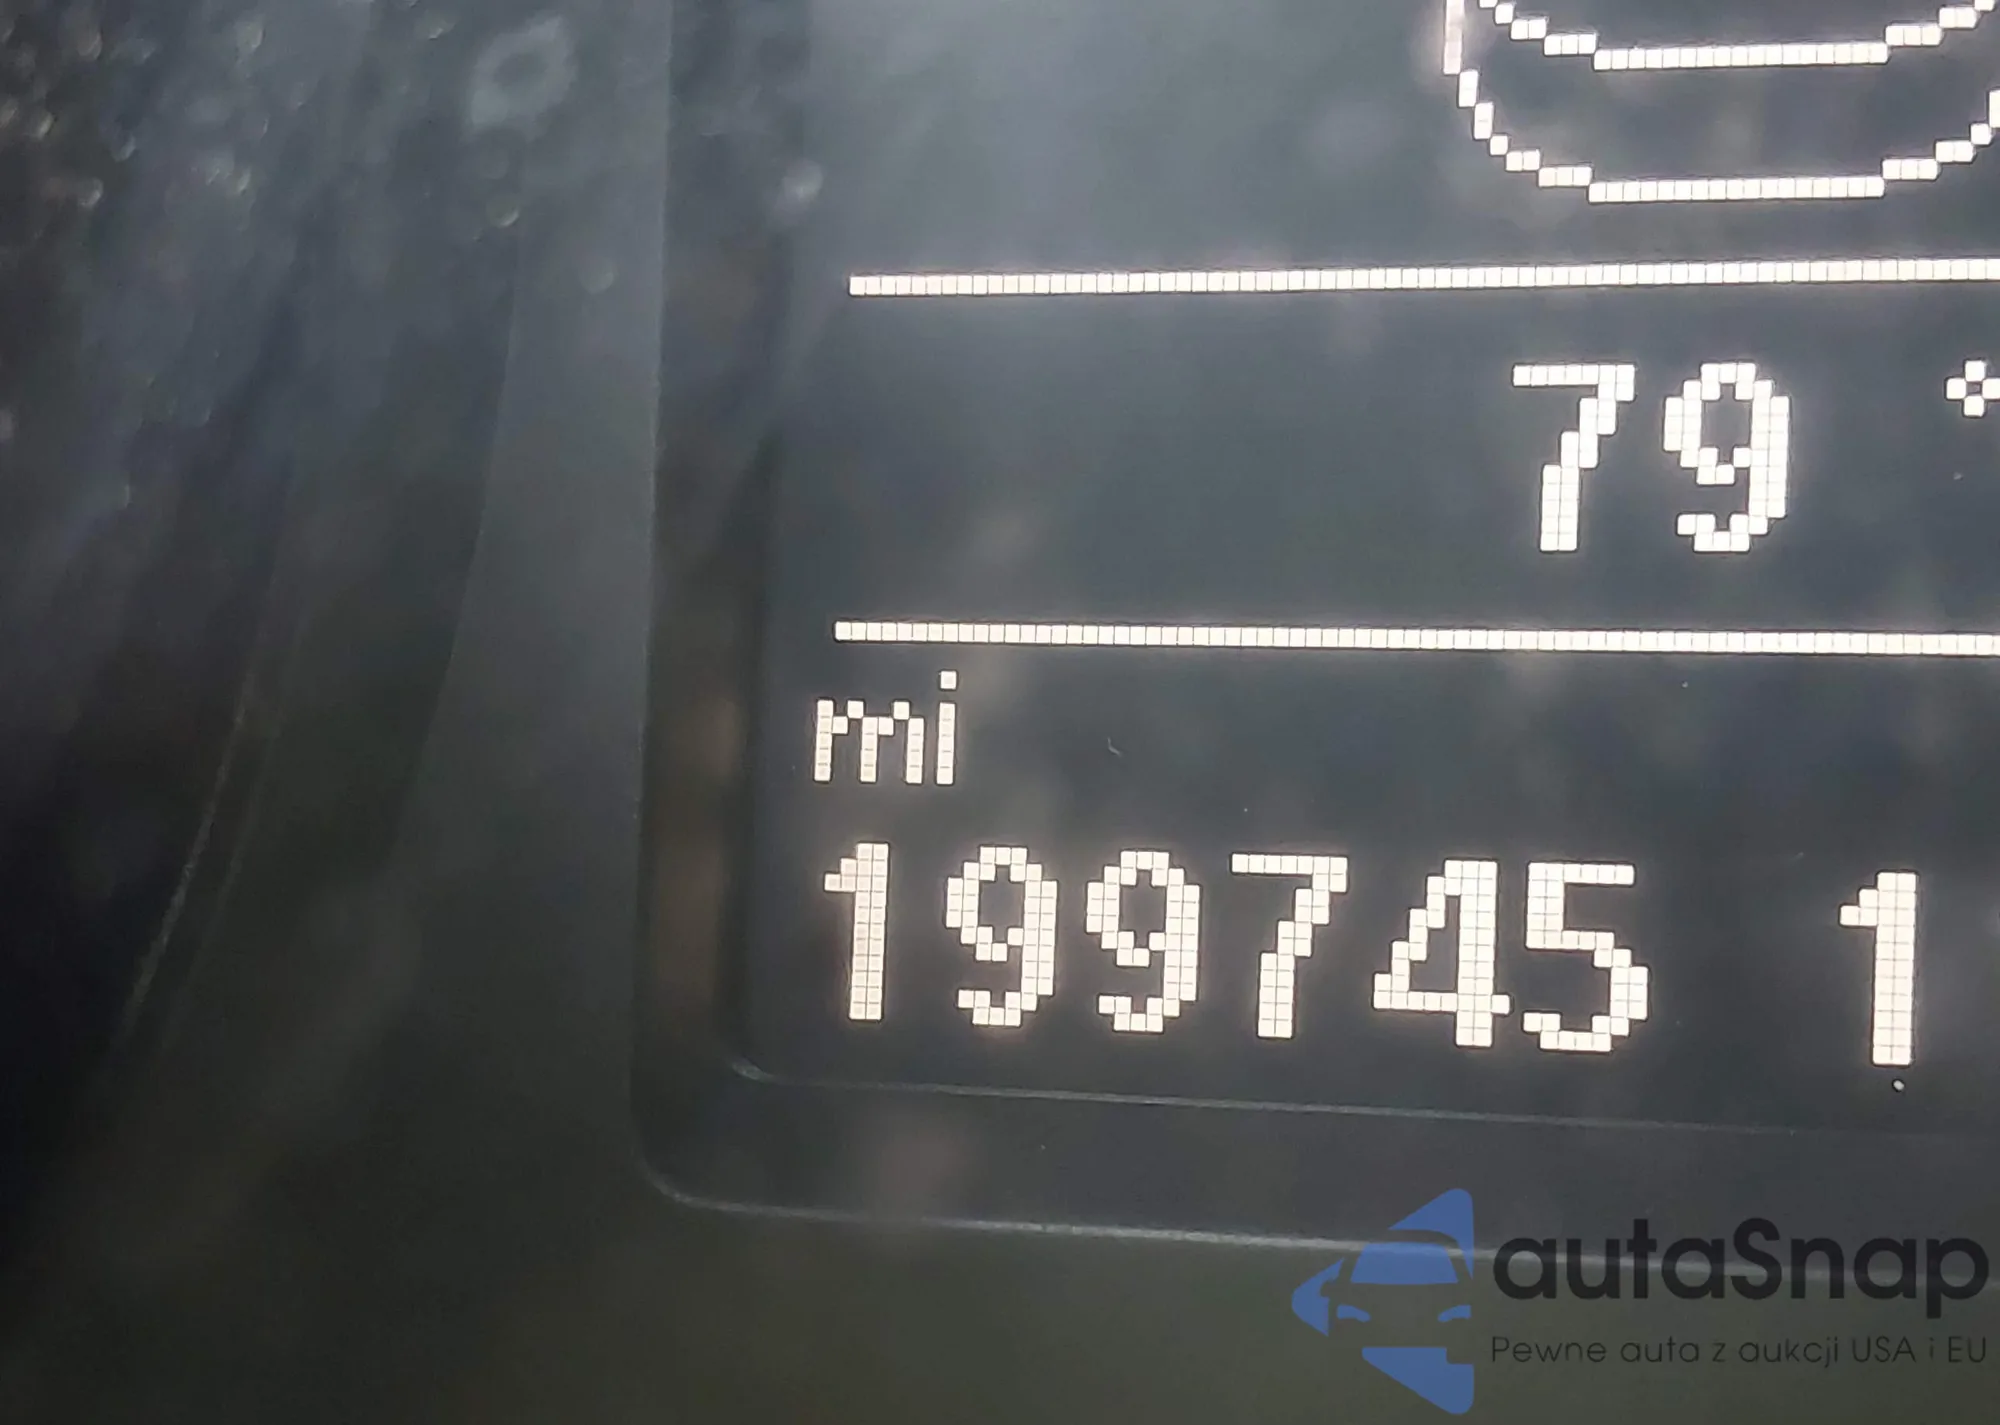 79 °
mi
199745 1
autaSnap
Pewne auta z aukcji USA i EU